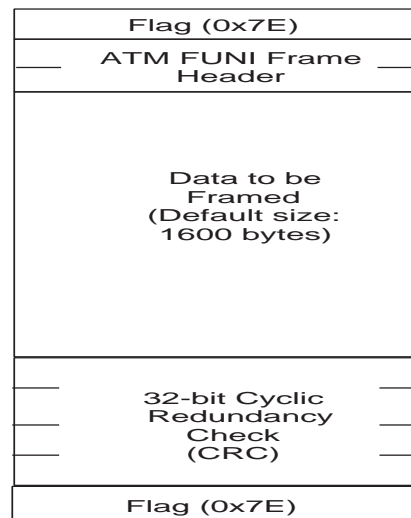 Flag (0x7E)
ATM FUNI Frame
Header
Data to be
Framed
(Default size:
1600 bytes)
32-bit Cyclic
Redundancy
Check
(CRC)
Flag (0x7E)